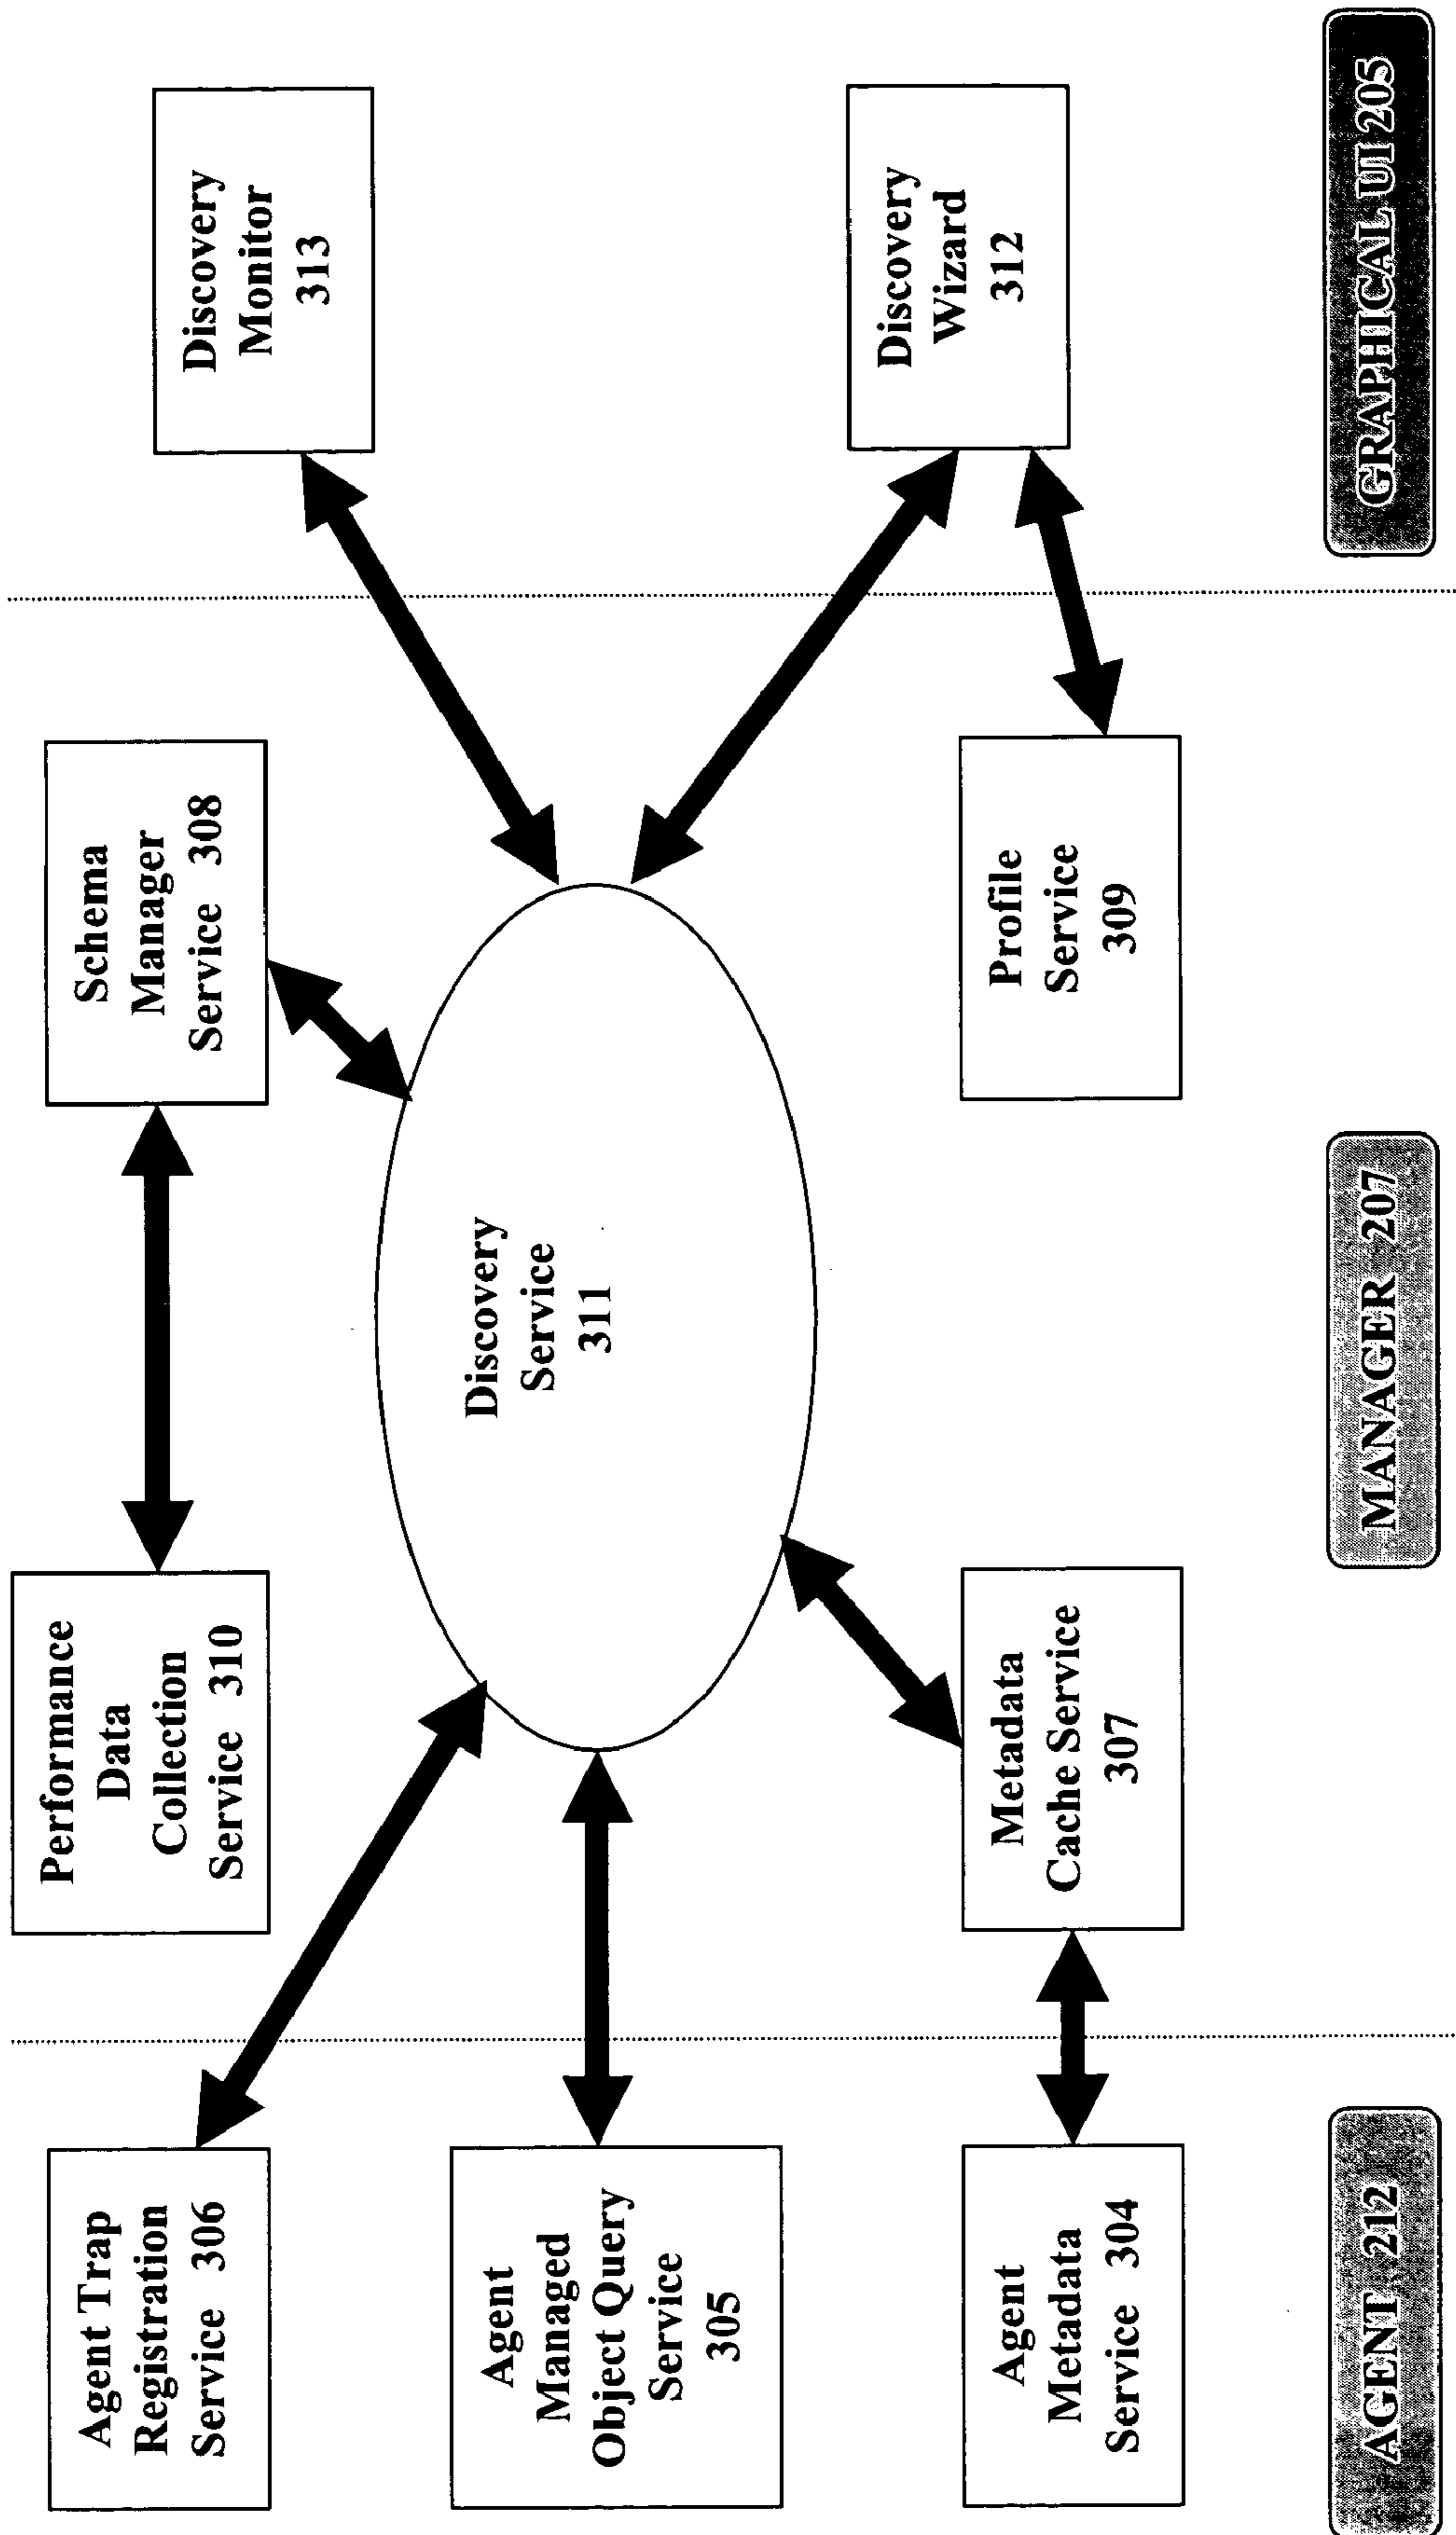 Agent Trap
Registration
Service 306
Agent
Managed
Object Query
Service
305
Agent
Metadata
Service 304
AGENT 212
Performance
Data
Collection
Service 310
Schema
Manager
Service 308
Discovery
Service
311
Metadata
Cache Service
307
Profile
Service
309
MANAGER 207
Discovery
Monitor
313
Discovery
Wizard
312
GRAPHICAL UI 205